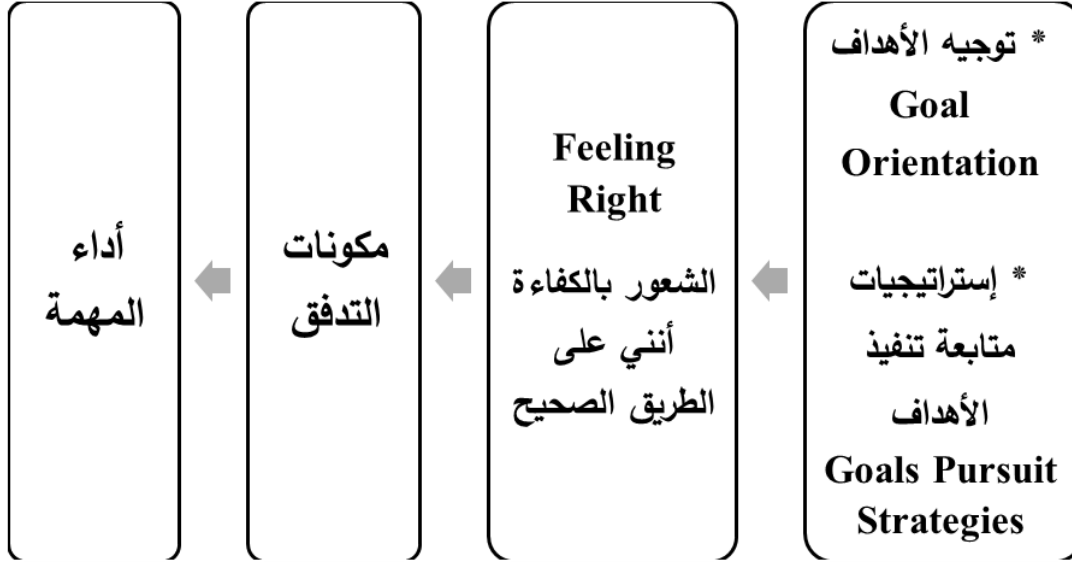 * توجيه الأهداف
Goal
Orientation
* إستراتيجيات
متابعة تنفيذ
الأهداف
Goals Pursuit
Strategies
Feeling
Right
الشعور بالكفاءة
أنني على
الطريق الصحيح
مكونات
التدفق
أداء
المهمة